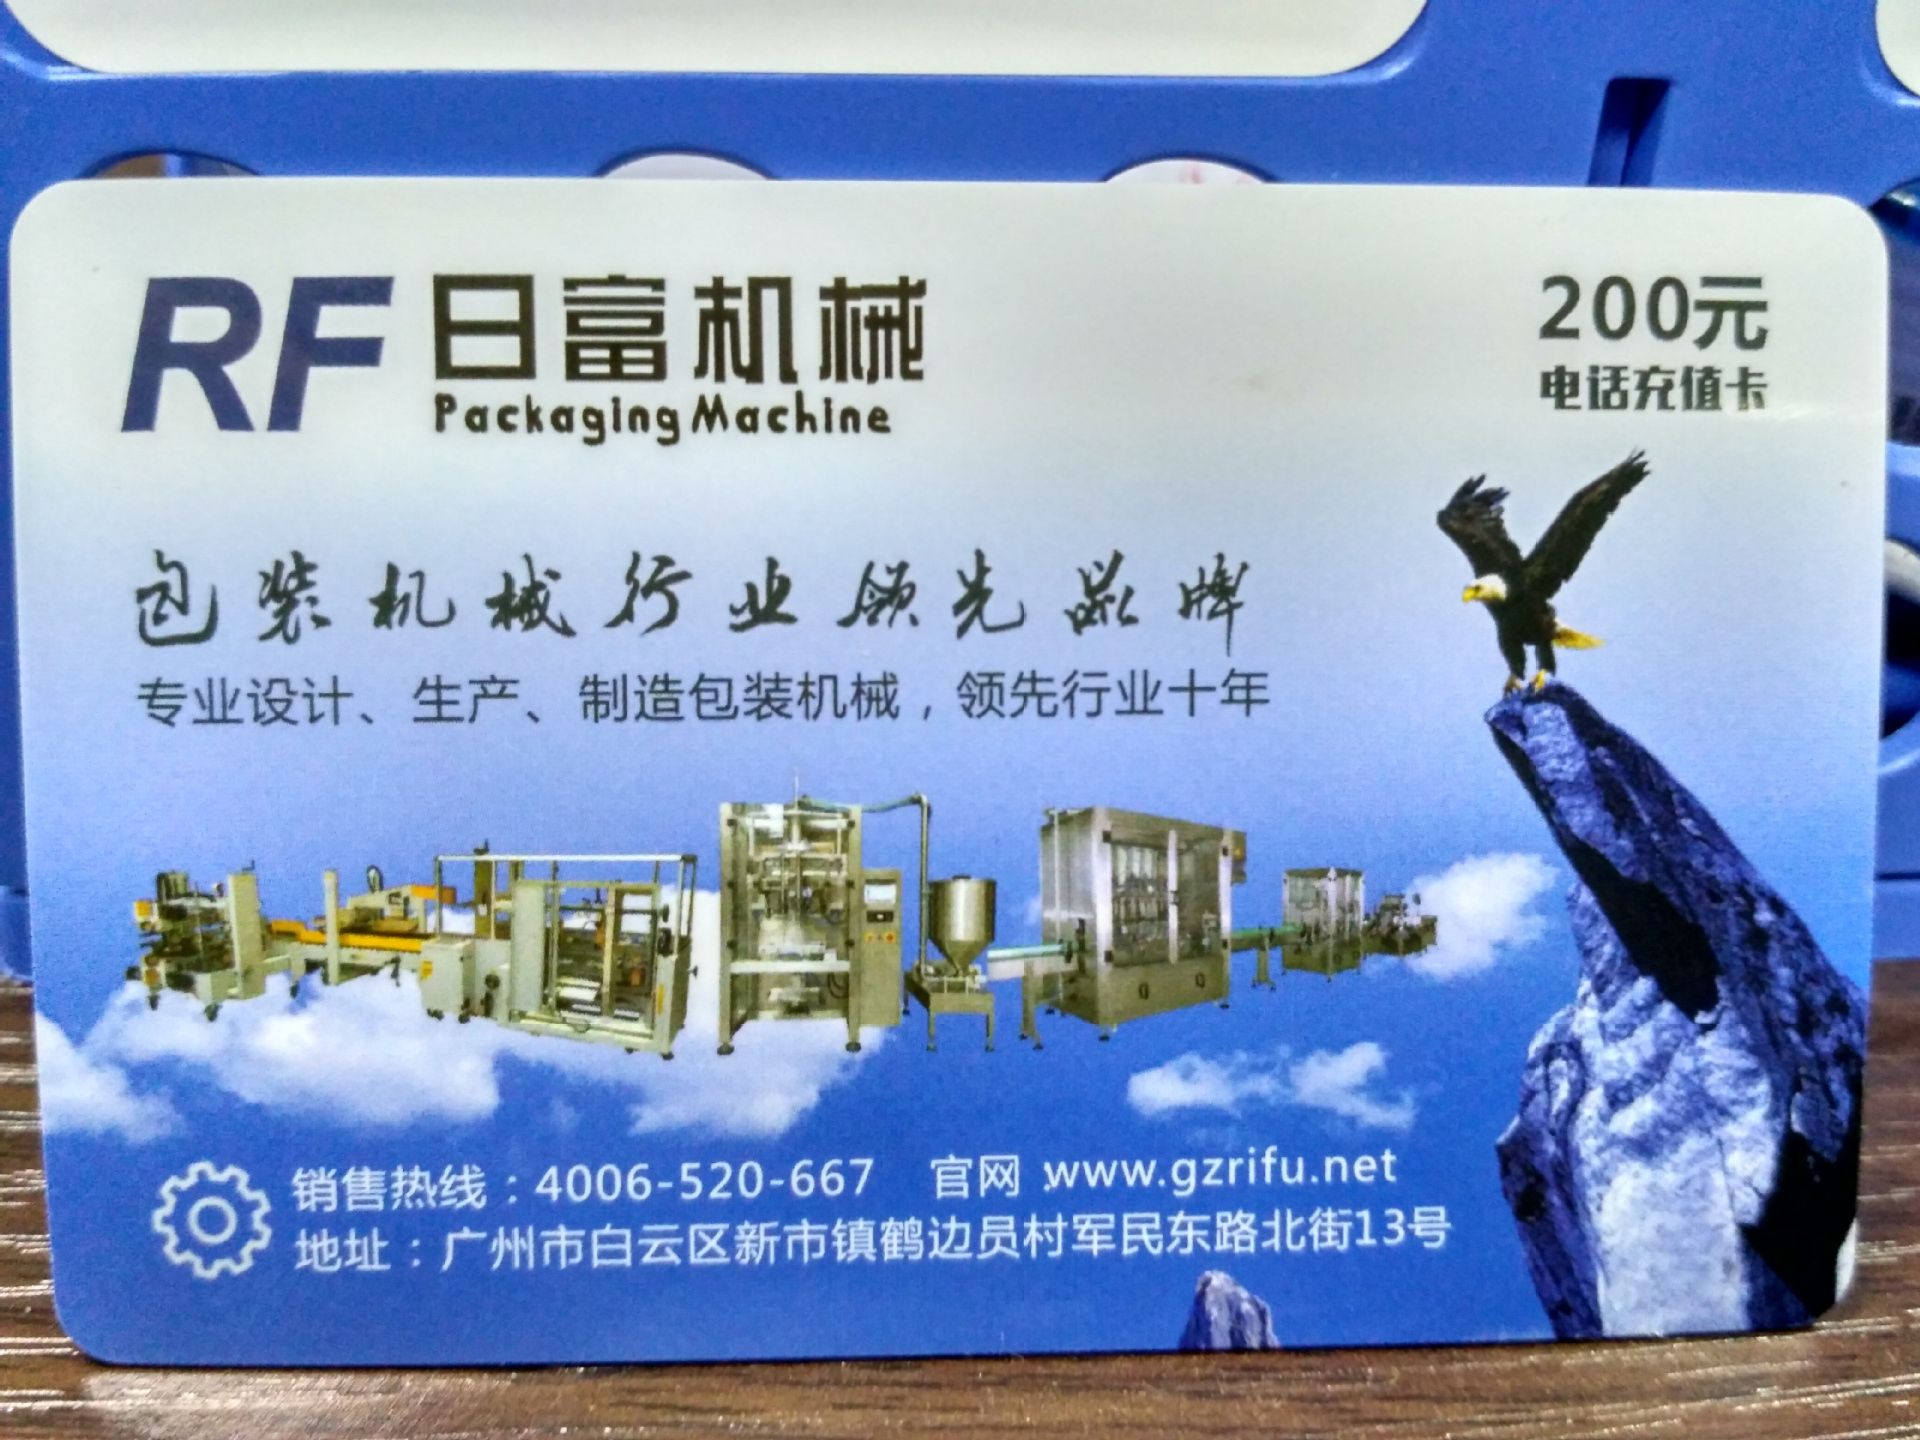 RF 日富机械
Packaging Machine
200元
电话充值卡
包装机械行业领先品牌
专业设计、生产、制造包装机械，领先行业十年
销售热线：4006-520-667 官网：www.gzrifu.net
地址：广州市白云区新市镇鹤边员村军民东路北街13号